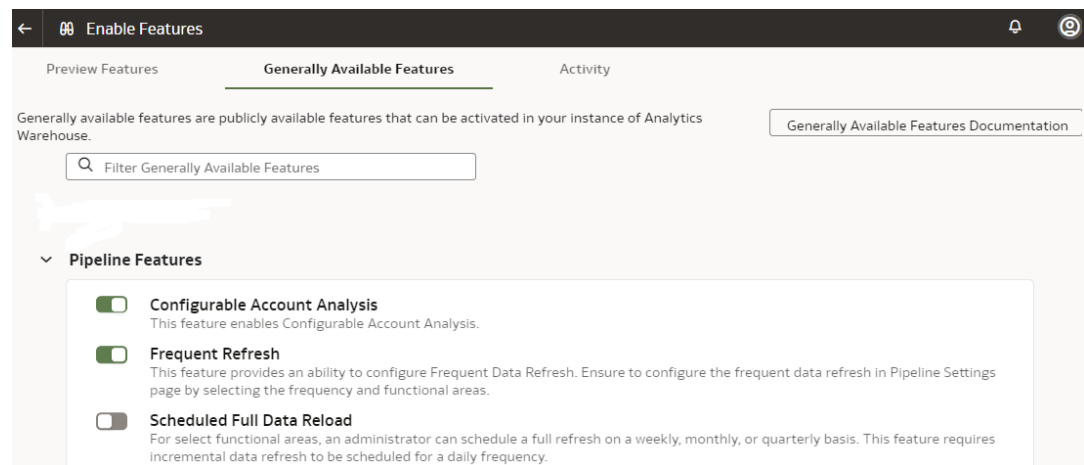 Enable Features
Preview Features
Generally Available Features
Activity
Generally available features are publicly available features that can be activated in your instance of Analytics
Warehouse.
Generally Available Features Documentation
Filter Generally Available Features
Pipeline Features
Configurable Account Analysis
This feature enables Configurable Account Analysis.
Frequent Refresh
This feature provides an ability to configure Frequent Data Refresh. Ensure to configure the frequent data refresh in Pipeline Settings
page by selecting the frequency and functional areas.
Scheduled Full Data Reload
For select functional areas, an administrator can schedule a full refresh on a weekly, monthly, or quarterly basis. This feature requires
incremental data refresh to be scheduled for a daily frequency.